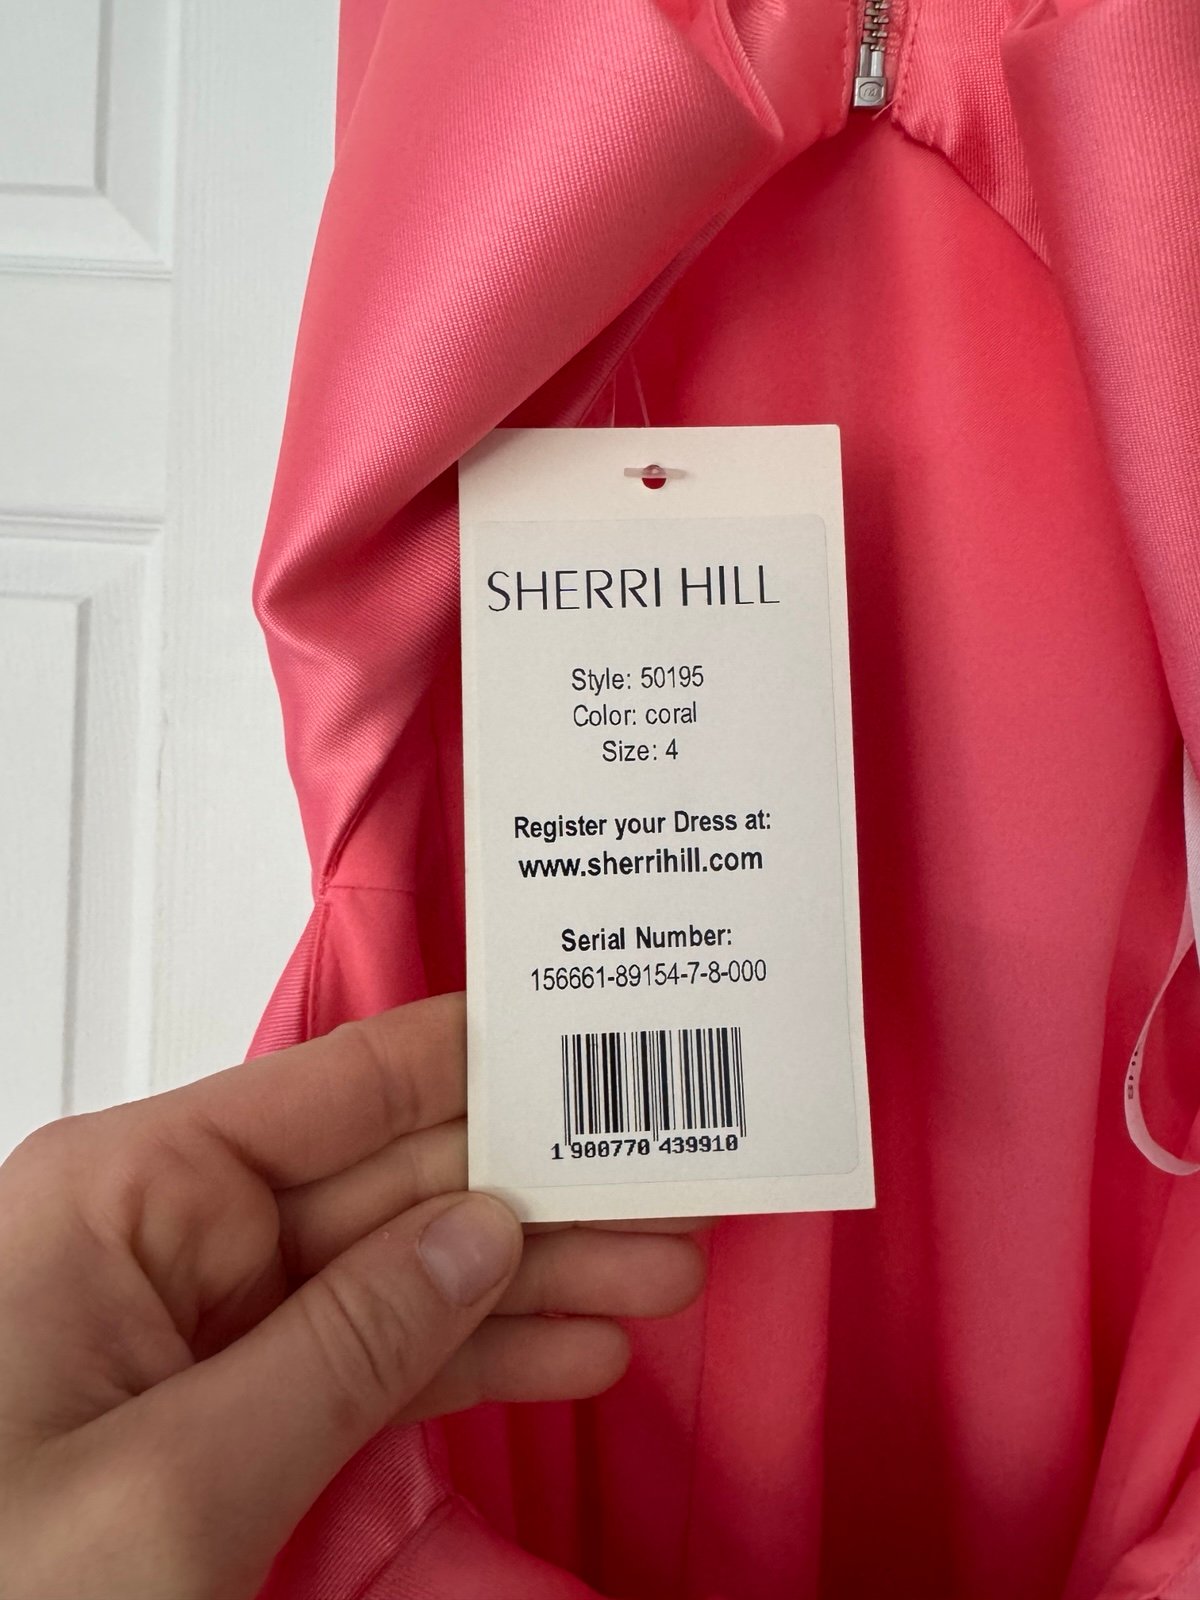 SHERRI HILL
Style: 50195
Color: coral
Size: 4
Register your Dress at:
www.sherrihill.com
Serial Number:
156661-89154-7-8-000
1 900770 439910